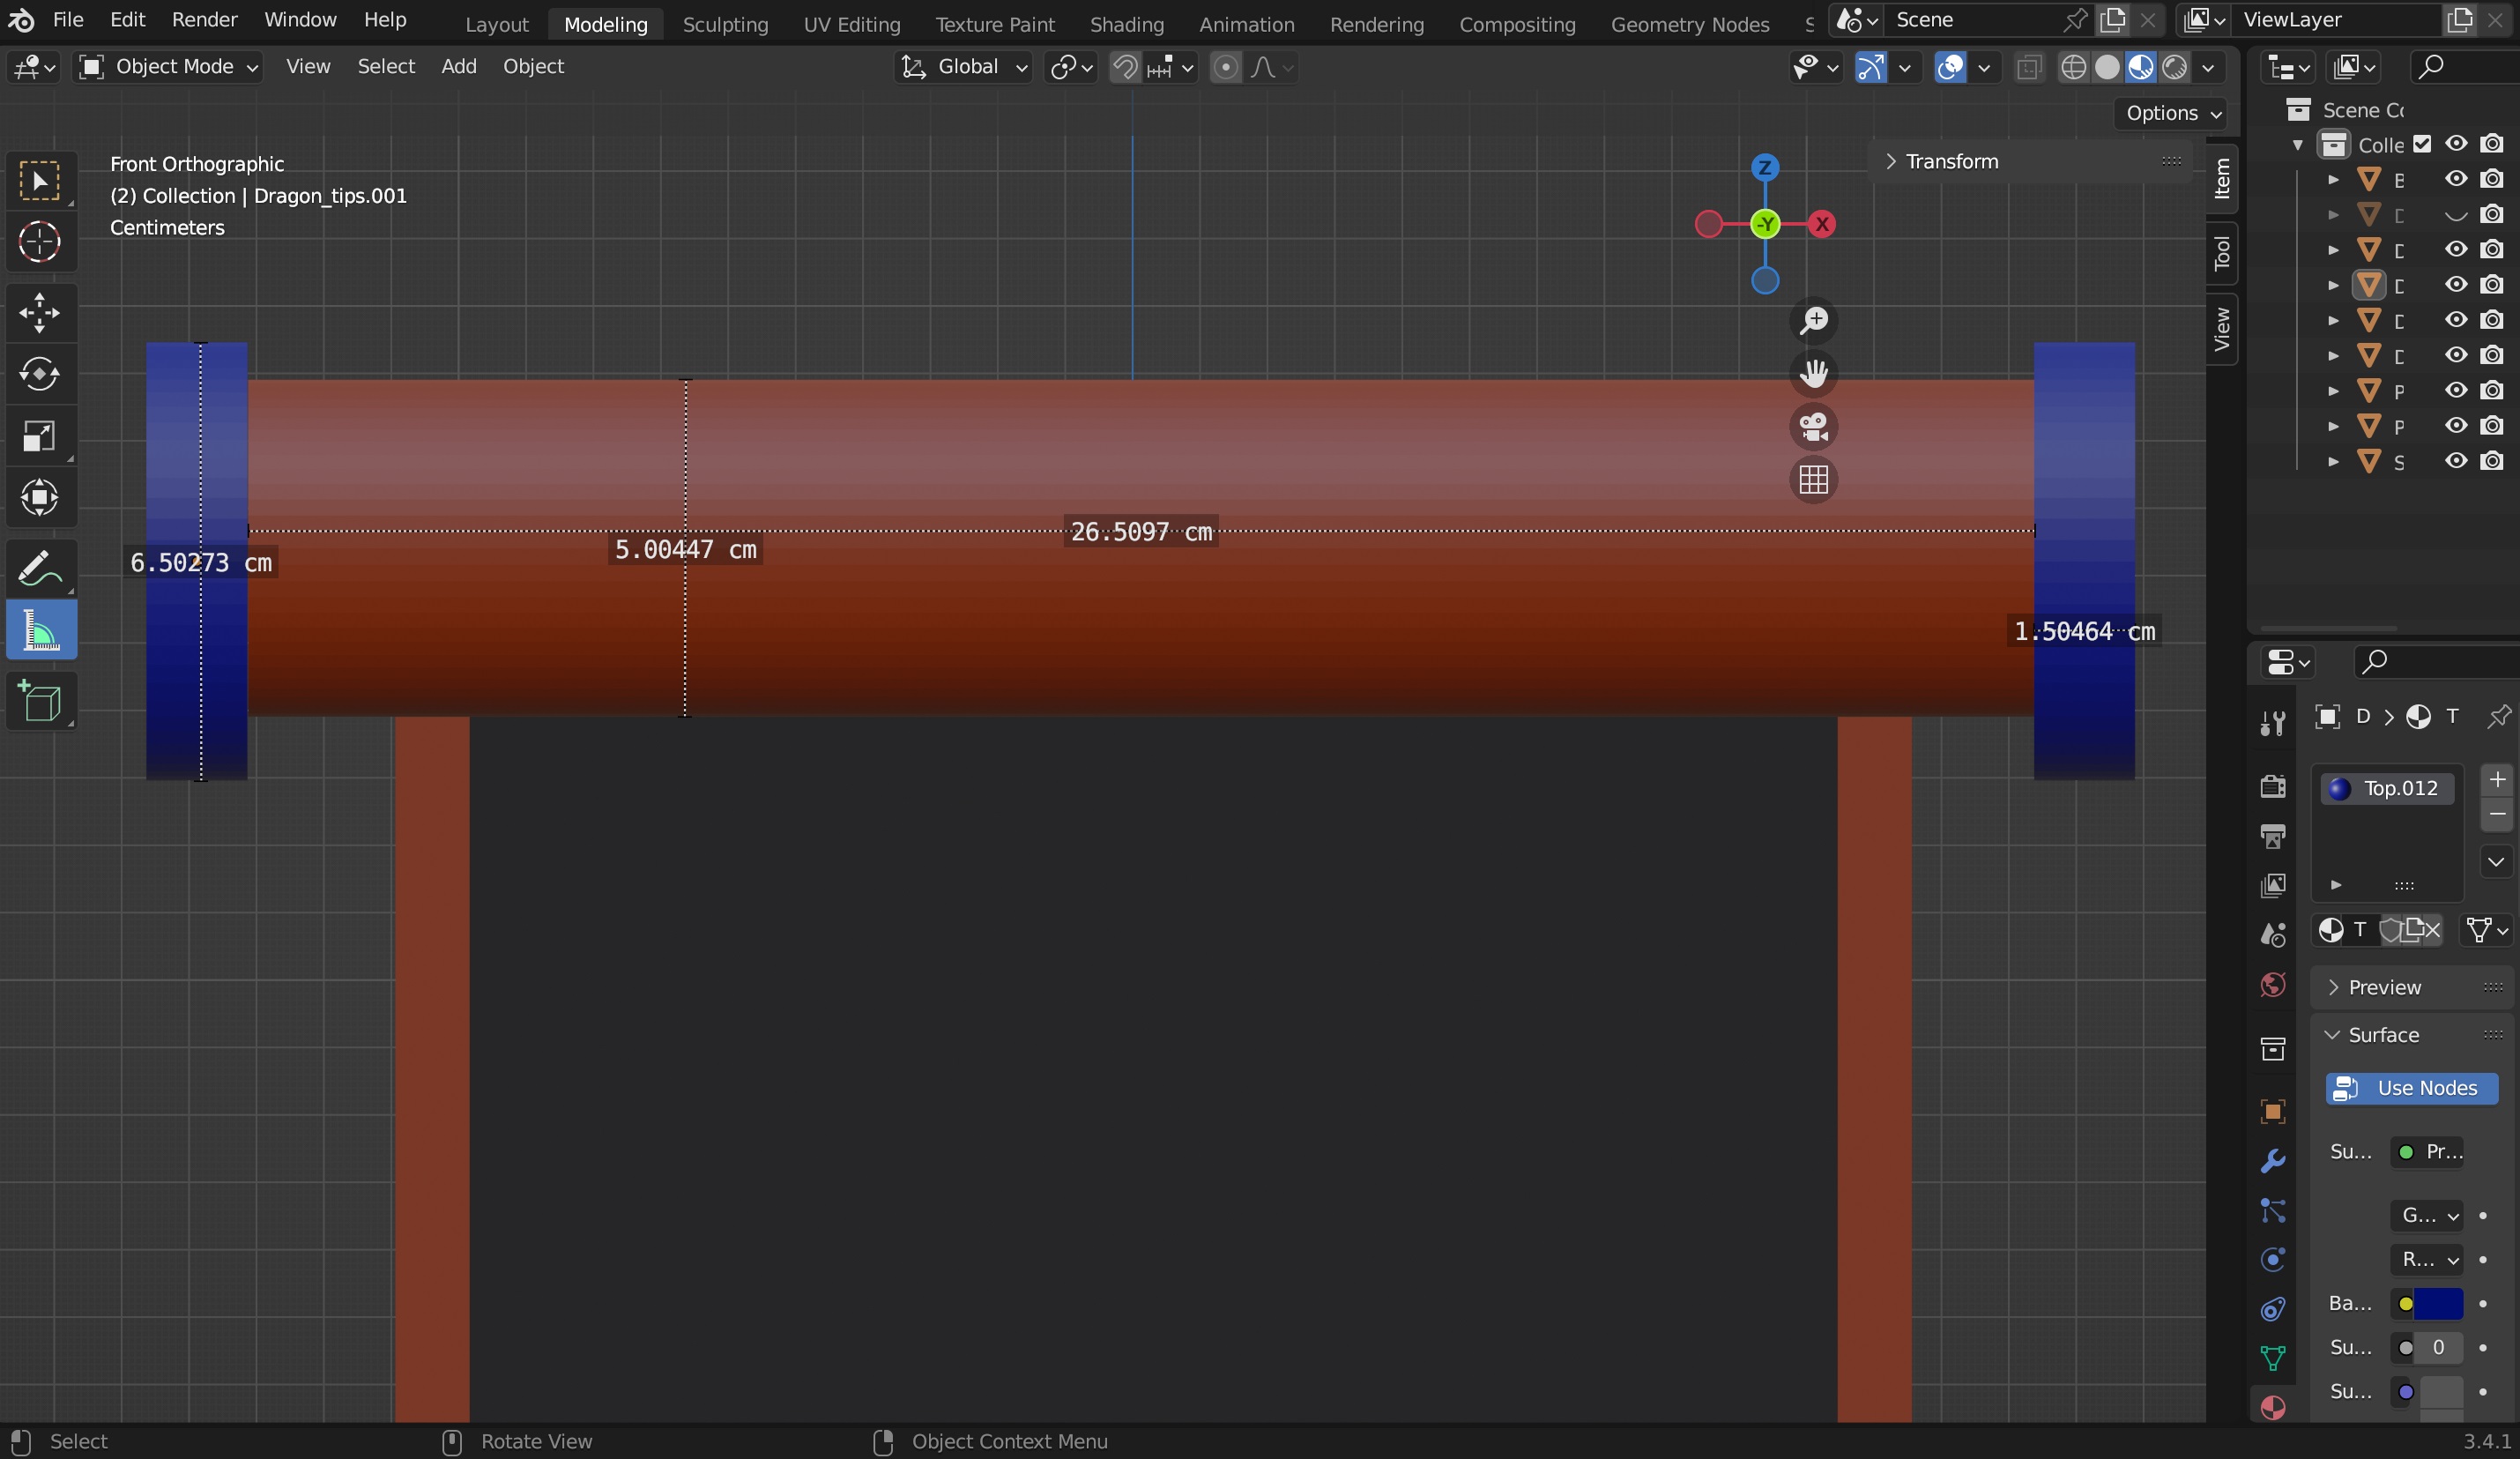 File Edit Render Window Help Layout Modeling Sculpting UV Editing Texture Paint Shading Animation Rendering Compositing Geometry Nodes S Scene ViewLayer
Object Mode View Select Add Object Global
Options
Scene Cc
Colle
Front Orthographic
(2) Collection | Dragon_tips.001
Centimeters
Z
-Y X
Transform
Item
Tool
View
B
D
D
D
D
D
P
P
S
6.50273 cm
5.00447 cm
26.5097 cm
1.50464 cm
D > T
Top.012
T
Preview
Surface
Use Nodes
Su... Pr...
G...
R...
Ba...
Su... 0
Su...
Select Rotate View Object Context Menu 3.4.1